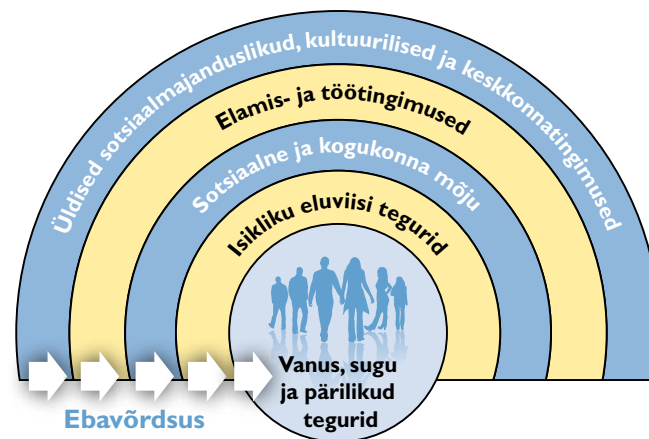 Üldised sotsiaalmajanduslikud, kultuurilised ja keskkonnatingimused
Elamis- ja töötingimused
Sotsiaalne ja kogukonna mõju
Isikliku eluviisi tegurid
Vanus, sugu
ja pärilikud
tegurid
Ebavõrdsus